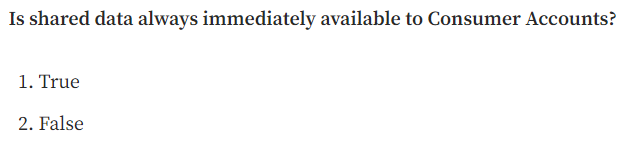 Is shared data always immediately available to Consumer Accounts?
1. True
2. False